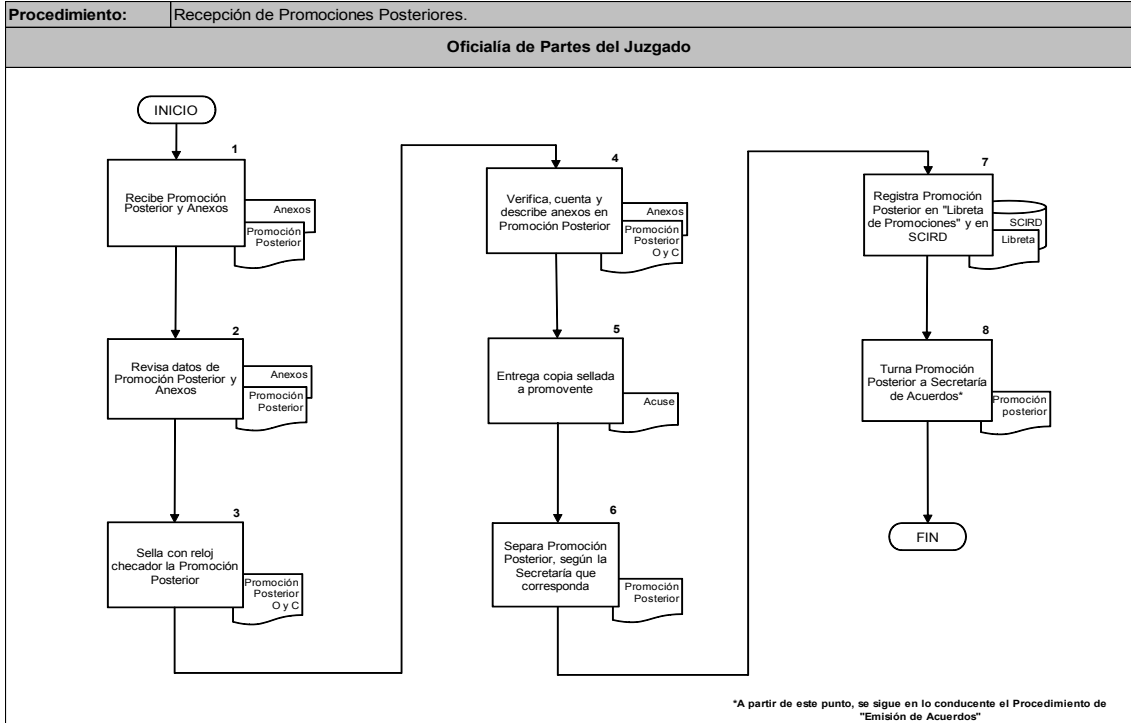 Procedimiento: Recepción de Promociones Posteriores.
Oficialía de Partes del Juzgado
INICIO
1
Recibe Promoción
Posterior y Anexos
Anexos
Promoción
Posterior
2
Revisa datos de
Promoción Posterior y
Anexos
Anexos
Promoción
Posterior
3
Sella con reloj
checador la Promoción
Posterior
Promoción
Posterior
O y C
4
Verifica, cuenta y
describe anexos en
Promoción Posterior
Anexos
Promoción
Posterior
O y C
5
Entrega copia sellada
a promovente
Acuse
6
Separa Promoción
Posterior, según la
Secretaría que
corresponda
Promoción
Posterior
7
Registra Promoción
Posterior en "Libreta
de Promociones" y en
SCIRD
SCIRD
Libreta
8
Turna Promoción
Posterior a Secretaría
de Acuerdos*
Promoción
posterior
FIN
*A partir de este punto, se sigue en lo conducente el Procedimiento de
"Emisión de Acuerdos"